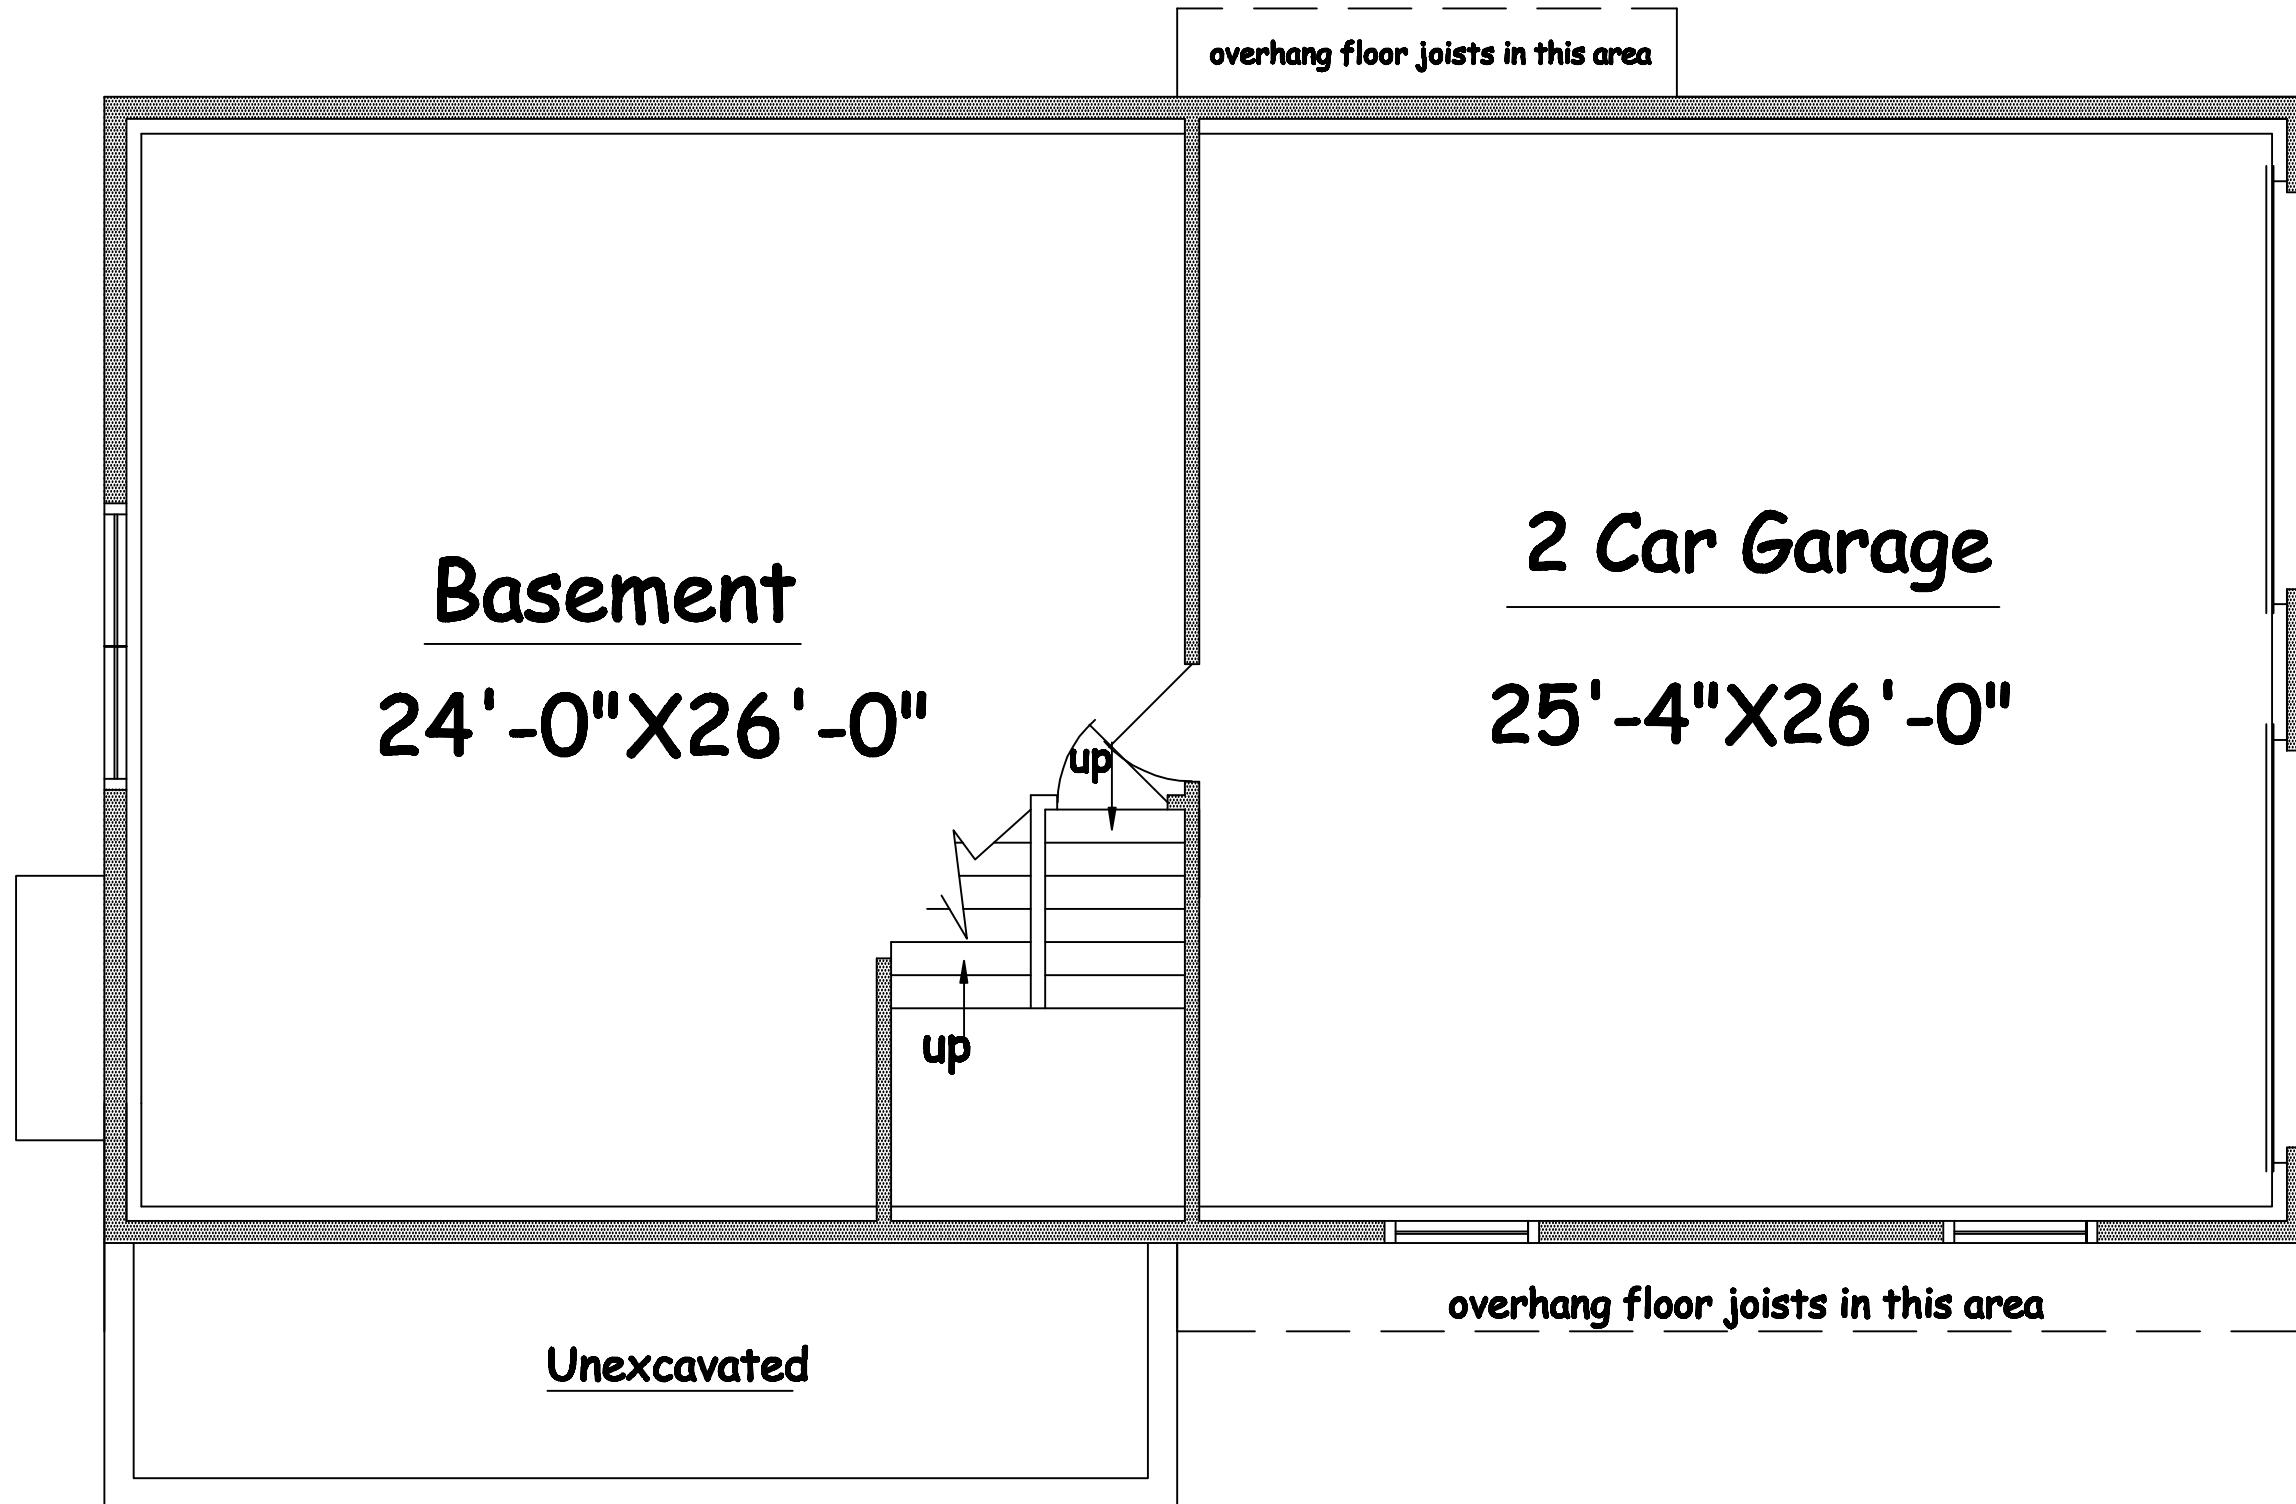 overhang floor joists in this area
2 Car Garage
25'-4"X26'-0"
Basement
24'-0"X26'-0"
up
up
overhang floor joists in this area
Unexcavated